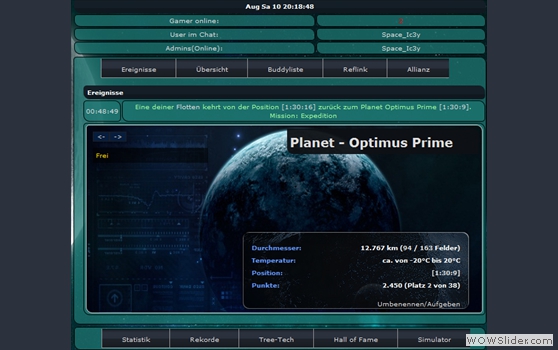 Aug Sa 10 20:18:48
Gamer online:
User im Chat: Space_Ic3y
Admins(Online): Space_Ic3y
Ereignisse Übersicht Buddyliste Reflink Allianz
Ereignisse
00:48:49 Eine deiner Flotten kehrt von der Position [1:30:16] zurück zum Planet Optimus Prime [1:30:9].
Mission: Expedition
<- ->
Planet - Optimus Prime
Frei
Durchmesser: 12.767 km (94 / 163 Felder)
Temperatur: ca. von -20°C bis 20°C
Position: [1:30:9]
Punkte: 2.450 (Platz 2 von 38)
Umbenennen/Aufgeben
Statistik Rekorde Tree-Tech Hall of Fame Simulator
WOWSlider.com